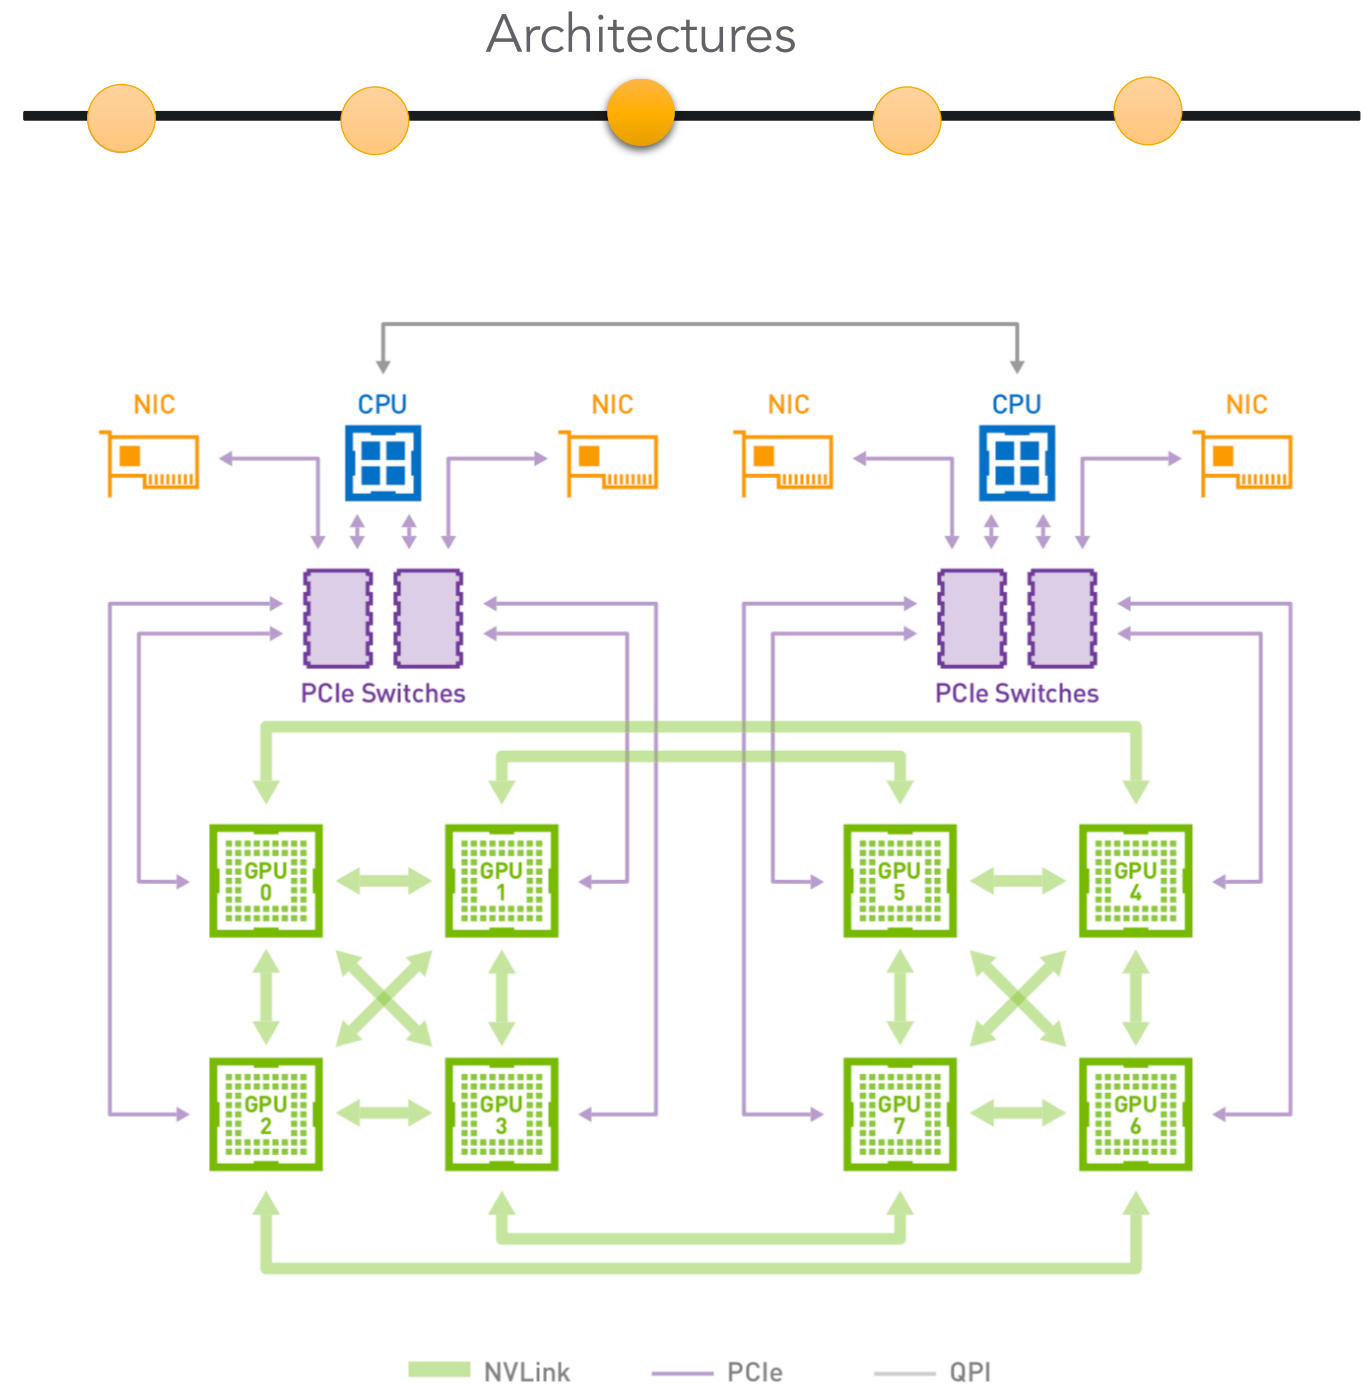 Architectures
NIC
CPU
NIC
NIC
CPU
NIC
PCIe Switches
PCIe Switches
GPU
0
GPU
1
GPU
5
GPU
4
GPU
2
GPU
3
GPU
7
GPU
6
NVLink
PCIe
QPI